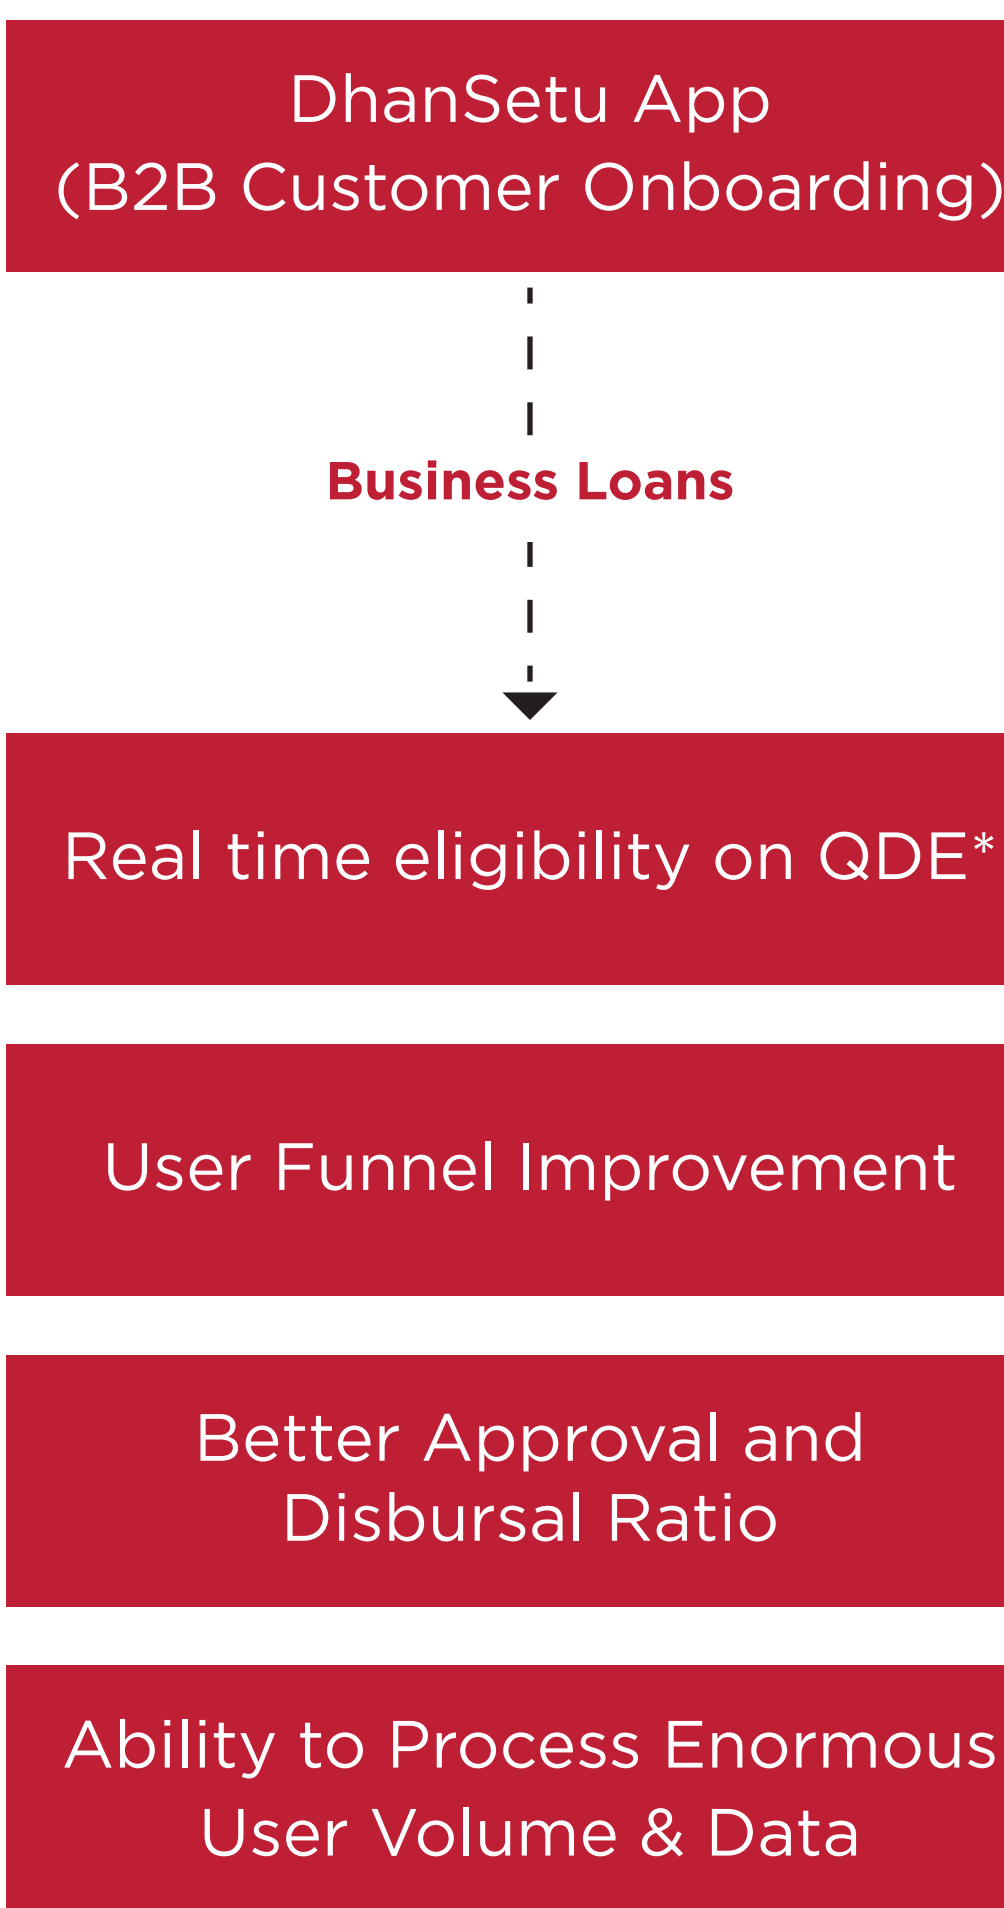 DhanSetu App
(B2B Customer Onboarding)
Business Loans
Real time eligibility on QDE*
User Funnel Improvement
Better Approval and
Disbursal Ratio
Ability to Process Enormous
User Volume & Data